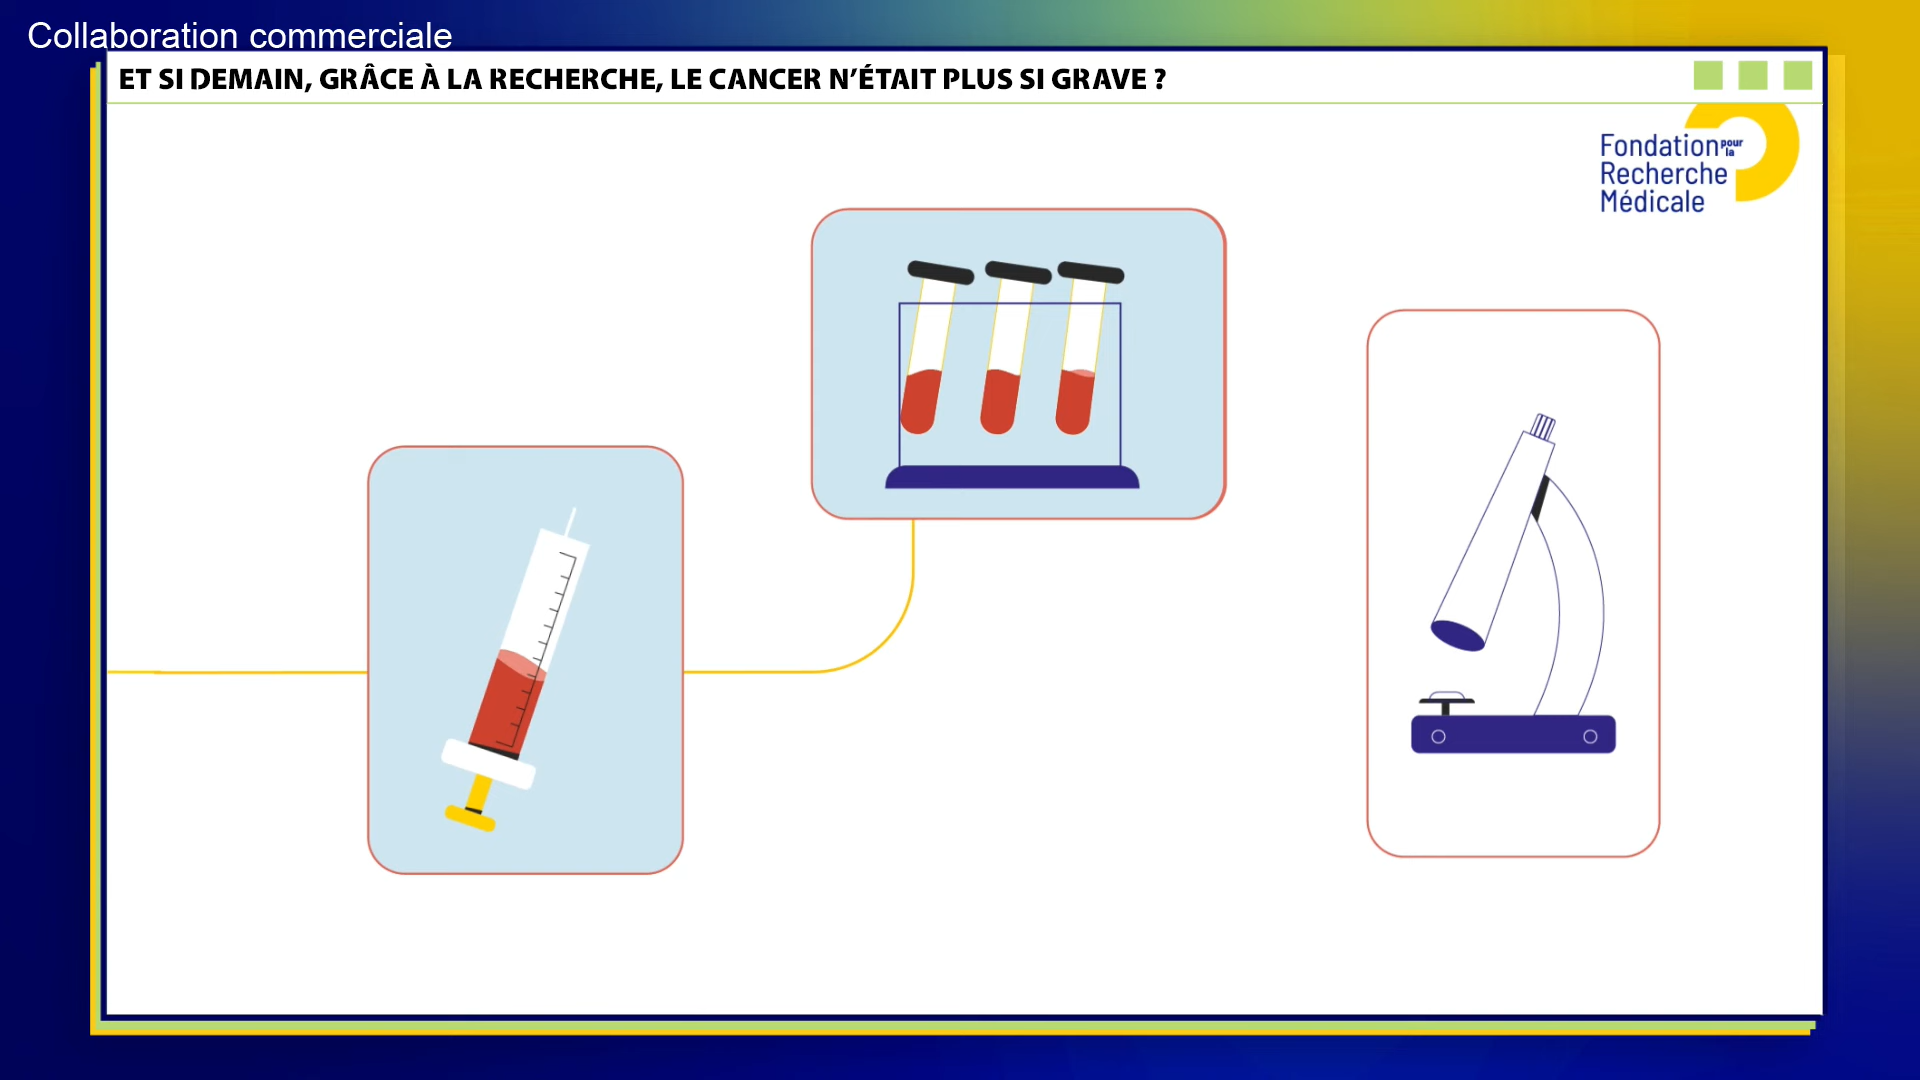 Collaboration commerciale
ET SI DEMAIN, GRÂCE À LA RECHERCHE, LE CANCER N’ÉTAIT PLUS SI GRAVE ?
Fondation pour la
Recherche
Médicale